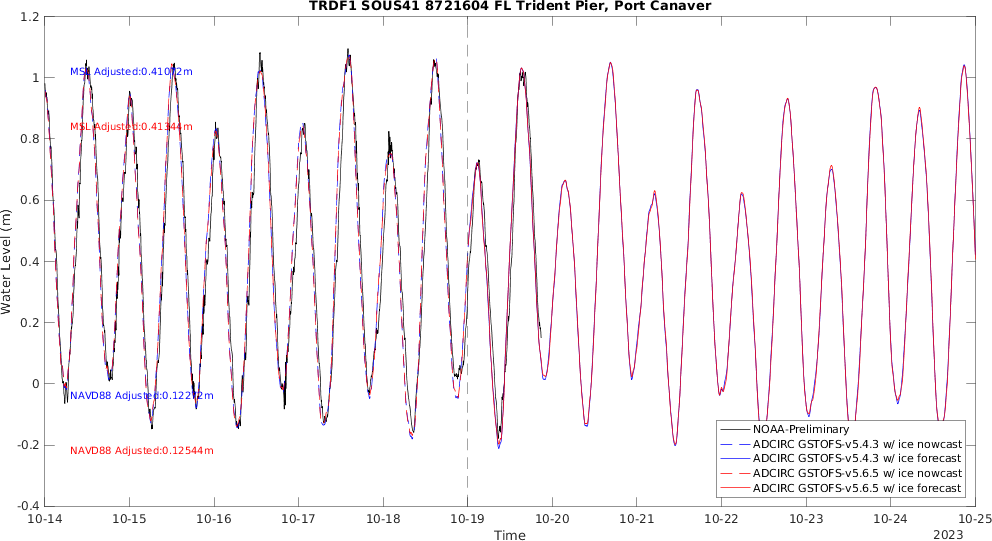 TRDF1 SOUS41 8721604 FL Trident Pier, Port Canaver
1.2
1
0.8
0.6
0.4
0.2
0
-0.2
-0.4
Water Level (m)
MSL Adjusted:0.41072m
MSL Adjusted:0.41344m
NAVD88 Adjusted:0.12272m
NAVD88 Adjusted:0.12544m
NOAA-Preliminary
ADCIRC GSTOFS-v5.4.3 w/ ice nowcast
ADCIRC GSTOFS-v5.4.3 w/ ice forecast
ADCIRC GSTOFS-v5.6.5 w/ ice nowcast
ADCIRC GSTOFS-v5.6.5 w/ ice forecast
10-14 10-15 10-16 10-17 10-18 10-19 10-20 10-21 10-22 10-23 10-24 10-25
Time
2023